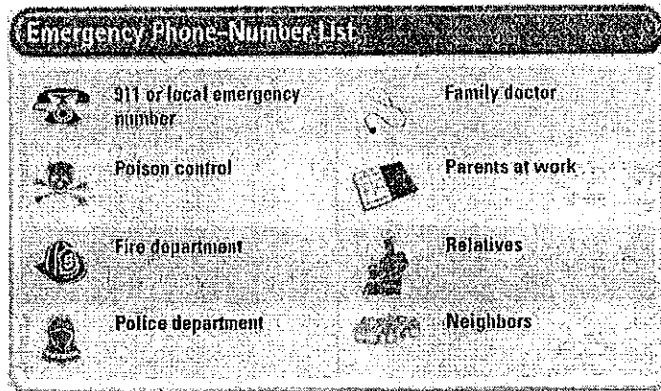 Emergency Phone-Number List
911 or local emergency
number
Poison control
Fire department
Police department
Family doctor
Parents at work
Relatives
Neighbors